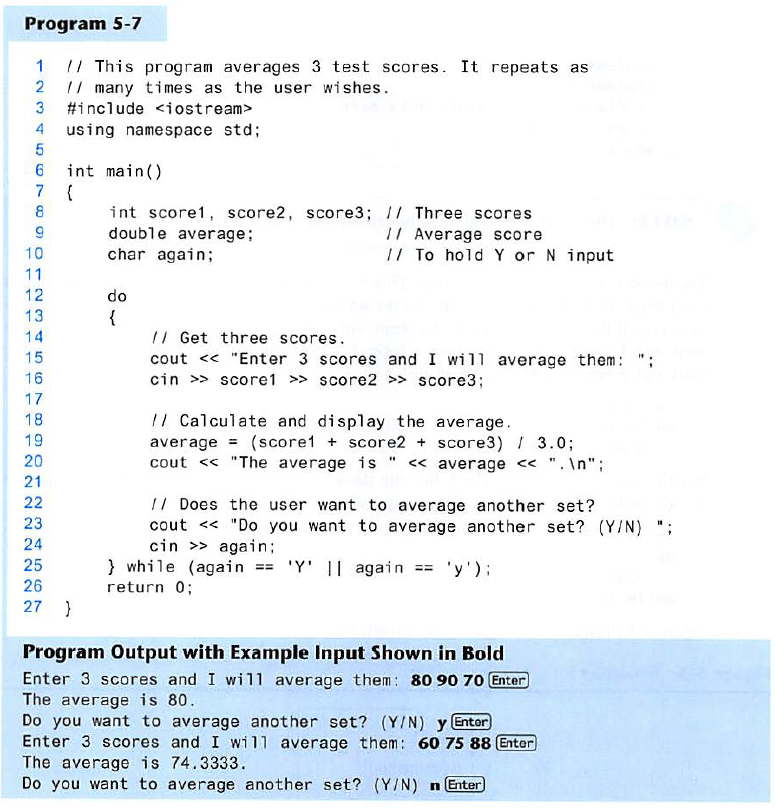 Program 5-7
1 // This program averages 3 test scores. It repeats as
2 // many times as the user wishes.
3 #include <iostream>
4 using namespace std;
5
6 int main()
7 {
8 int score1, score2, score3; // Three scores
9 double average; // Average score
10 char again; // To hold Y or N input
11
12 do
13 {
14 // Get three scores.
15 cout << "Enter 3 scores and I will average them: ";
16 cin >> score1 >> score2 >> score3;
17
18 // Calculate and display the average.
19 average = (score1 + score2 + score3) / 3.0;
20 cout << "The average is " << average << ".\n";
21
22 // Does the user want to average another set?
23 cout << "Do you want to average another set? (Y/N) ";
24 cin >> again;
25 } while (again == 'Y' || again == 'y');
26 return 0;
27 }
Program Output with Example Input Shown in Bold
Enter 3 scores and I will average them: 80 90 70 Enter
The average is 80.
Do you want to average another set? (Y/N) y Enter
Enter 3 scores and I will average them: 60 75 88 Enter
The average is 74.3333.
Do you want to average another set? (Y/N) n Enter